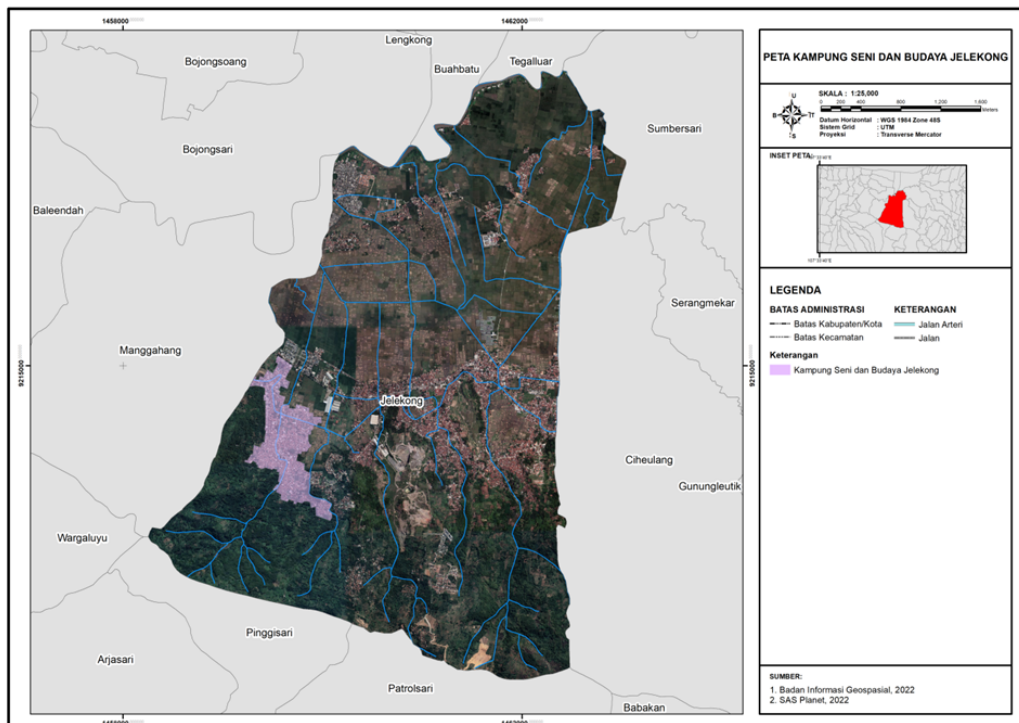 1458000
1462000
Lengkong
Bojongsoang
Tegalluar
Buahbatu
Sumbersari
Bojongsari
Baleendah
Serangmekar
Manggahang
9215000
9215000
Jelekong
Ciheulang
Gunungleutik
Wargaluyu
Pinggisari
Arjasari
Patrolsari
Babakan
1458000
1462000
PETA KAMPUNG SENI DAN BUDAYA JELEKONG
U
B
T
S
SKALA : 1:25,000
0 200 400 800 1,200 1,600
Meters
Datum Horizontal : WGS 1984 Zone 48S
Sistem Grid : UTM
Proyeksi : Transverse Mercator
INSET PETA
LEGENDA
BATAS ADMINISTRASI
Batas Kabupaten/Kota
Batas Kecamatan
KETERANGAN
Jalan Arteri
Jalan
Keterangan
Kampung Seni dan Budaya Jelekong
SUMBER:
1. Badan Informasi Geospasial, 2022
2. SAS Planet, 2022